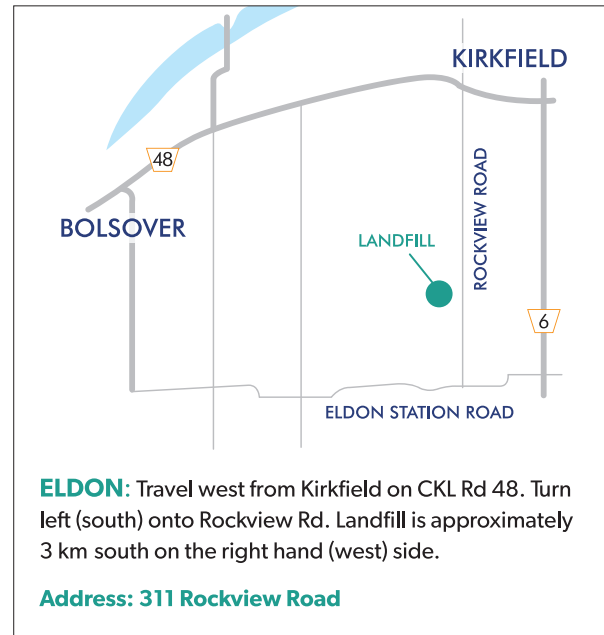 KIRKFIELD
48
ROCKVIEW ROAD
BOLSOVER
LANDFILL
6
ELDON STATION ROAD
ELDON: Travel west from Kirkfield on CKL Rd 48. Turn
left (south) onto Rockview Rd. Landfill is approximately
3 km south on the right hand (west) side.
Address: 311 Rockview Road